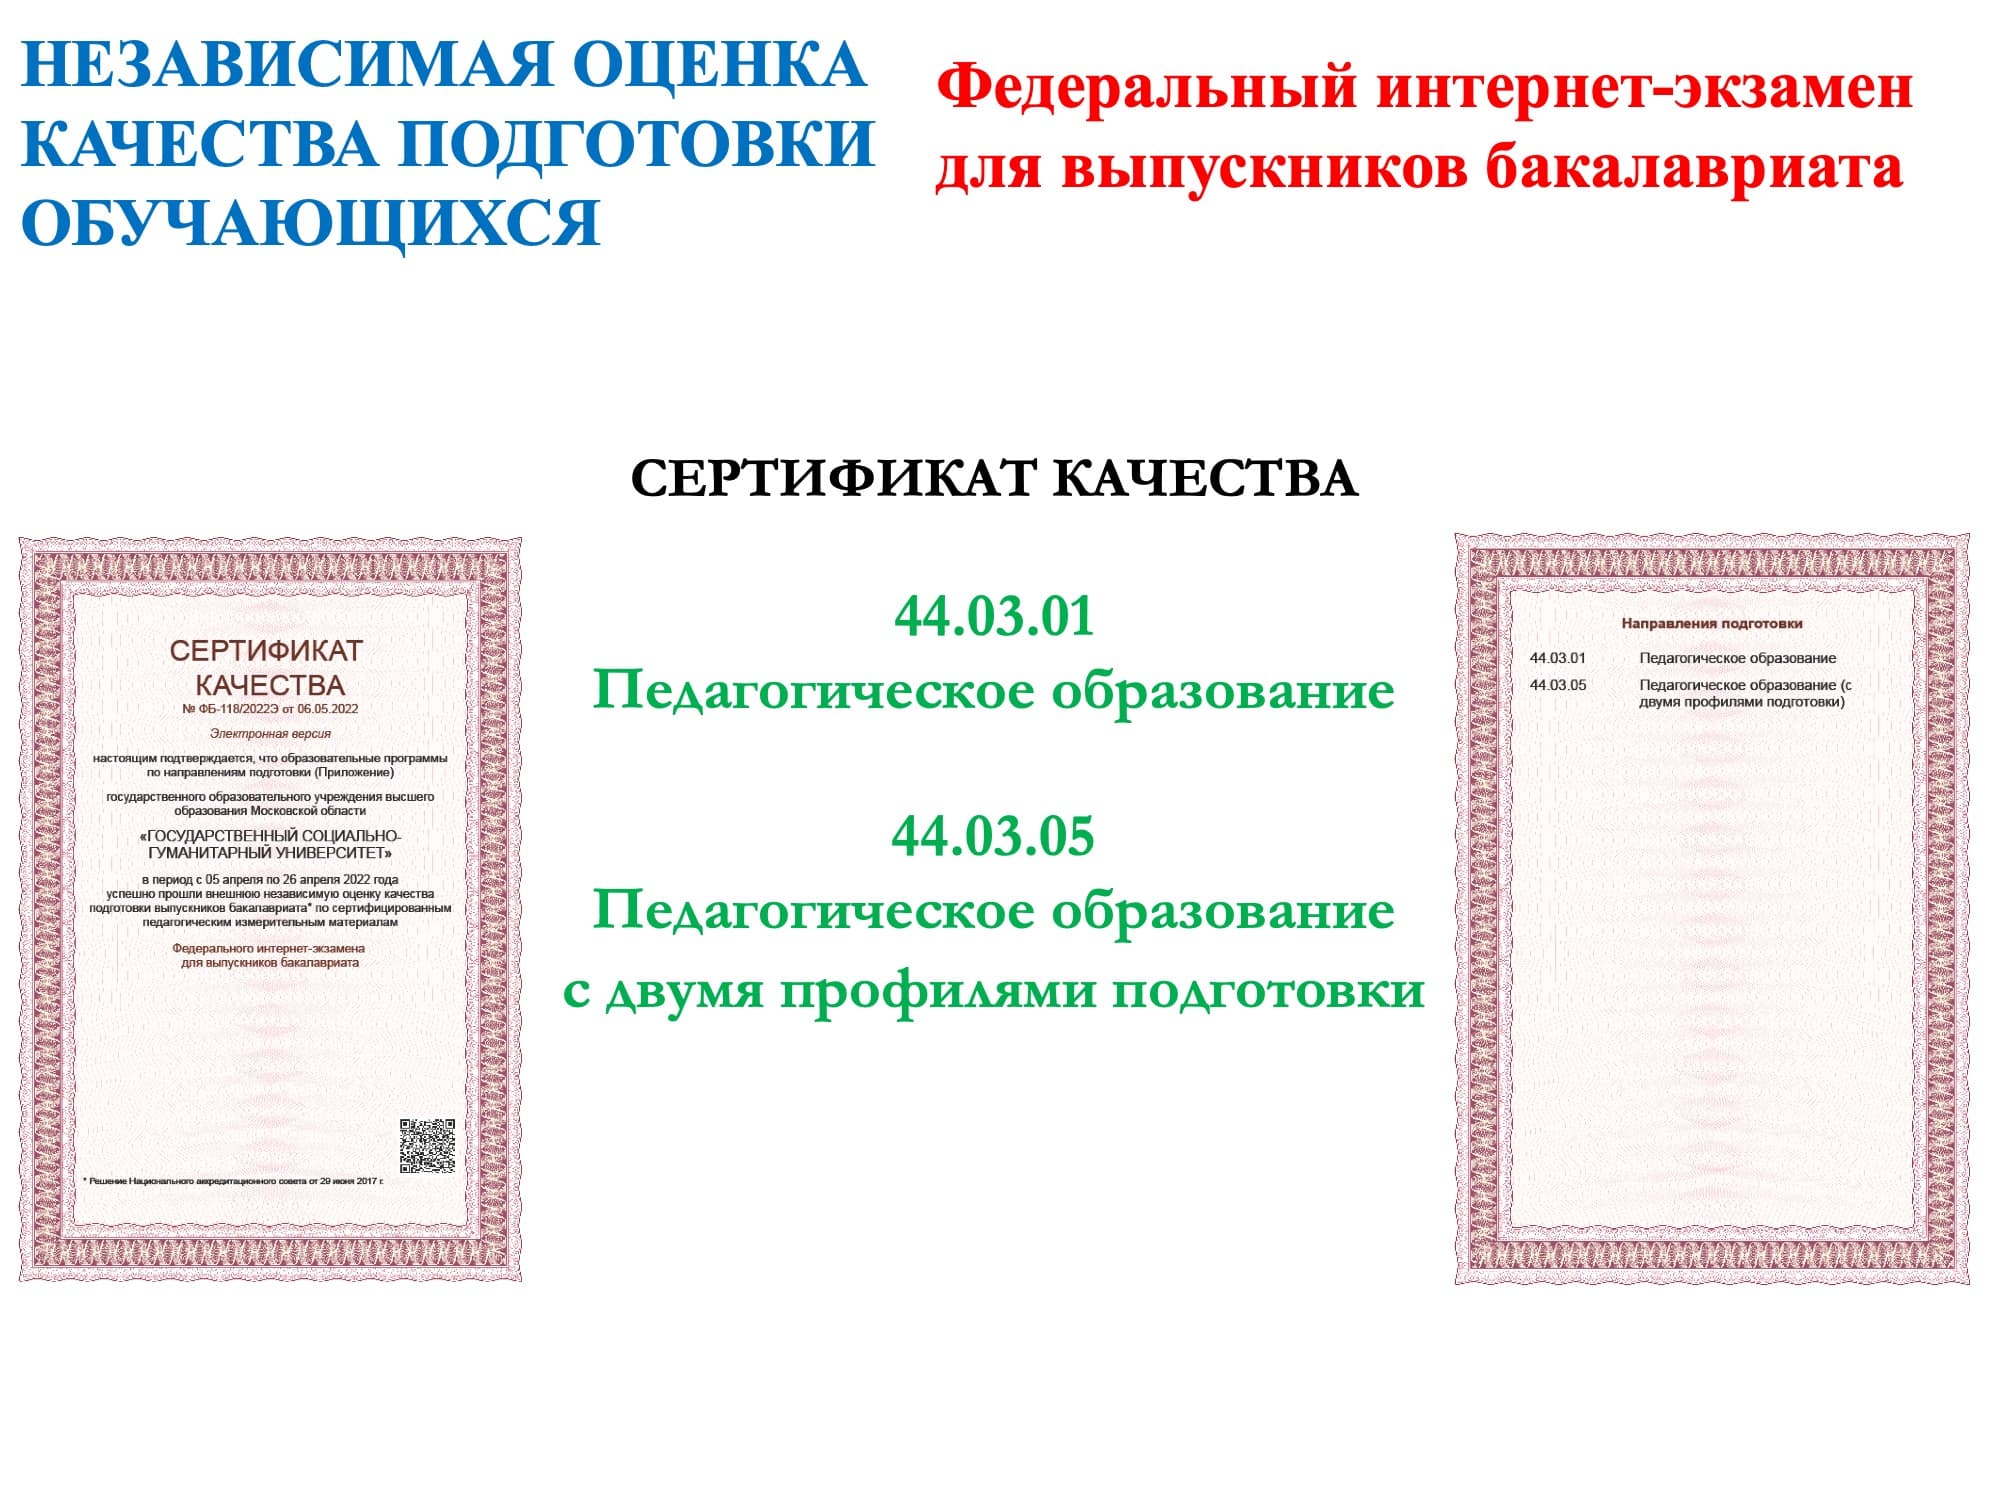 НЕЗАВИСИМАЯ ОЦЕНКА
КАЧЕСТВА ПОДГОТОВКИ
ОБУЧАЮЩИХСЯ
Федеральный интернет-экзамен
для выпускников бакалавриата
СЕРТИФИКАТ КАЧЕСТВА
СЕРТИФИКАТ
КАЧЕСТВА
№ ФБ-118/2022Э от 06.05.2022
Электронная версия
настоящим подтверждается, что образовательные программы
по направлениям подготовки (Приложение)
государственного образовательного учреждения высшего
образования Московской области
«ГОСУДАРСТВЕННЫЙ СОЦИАЛЬНО-
ГУМАНИТАРНЫЙ УНИВЕРСИТЕТ»
в период с 05 апреля по 26 апреля 2022 года
успешно прошли внешнюю независимую оценку качества
подготовки выпускников бакалавриата* по сертифицированным
педагогическим измерительным материалам
Федерального интернет-экзамена
для выпускников бакалавриата
* Решение Национального аккредитационного совета от 29 июня 2017 г.
44.03.01
Педагогическое образование
44.03.05
Педагогическое образование
с двумя профилями подготовки
Направления подготовки
44.03.01 Педагогическое образование
44.03.05 Педагогическое образование (с
двумя профилями подготовки)